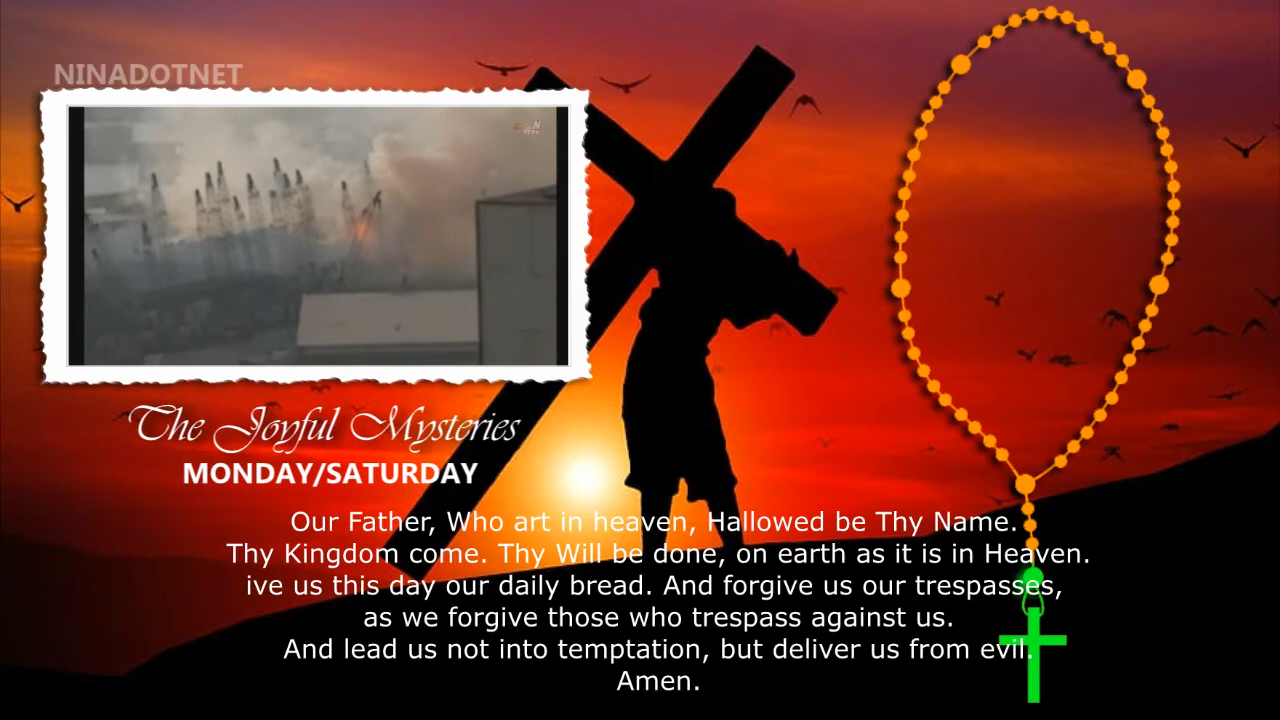 NINADOTNET
The Joyful Mysteries
MONDAY/SATURDAY
Our Father, Who art in heaven, Hallowed be Thy Name.
Thy Kingdom come. Thy Will be done, on earth as it is in Heaven.
ive us this day our daily bread. And forgive us our trespasses,
as we forgive those who trespass against us.
And lead us not into temptation, but deliver us from evil.
Amen.